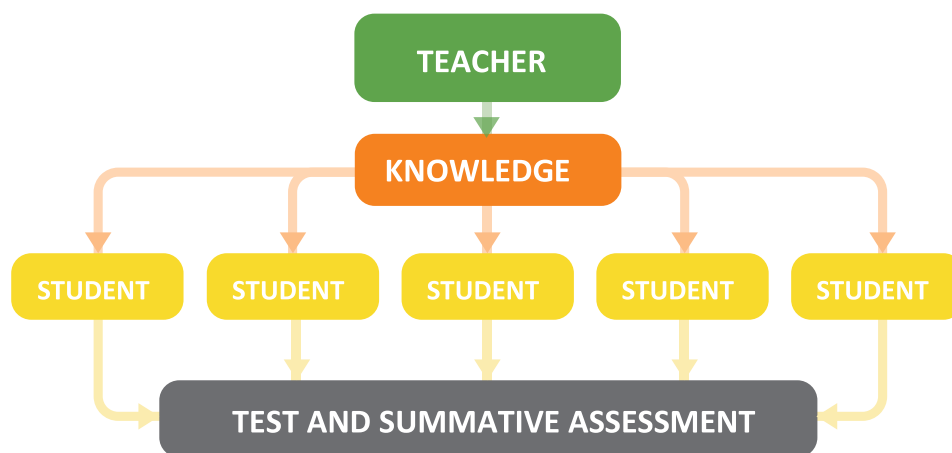 TEACHER
KNOWLEDGE
STUDENT
STUDENT
STUDENT
STUDENT
STUDENT
TEST AND SUMMATIVE ASSESSMENT